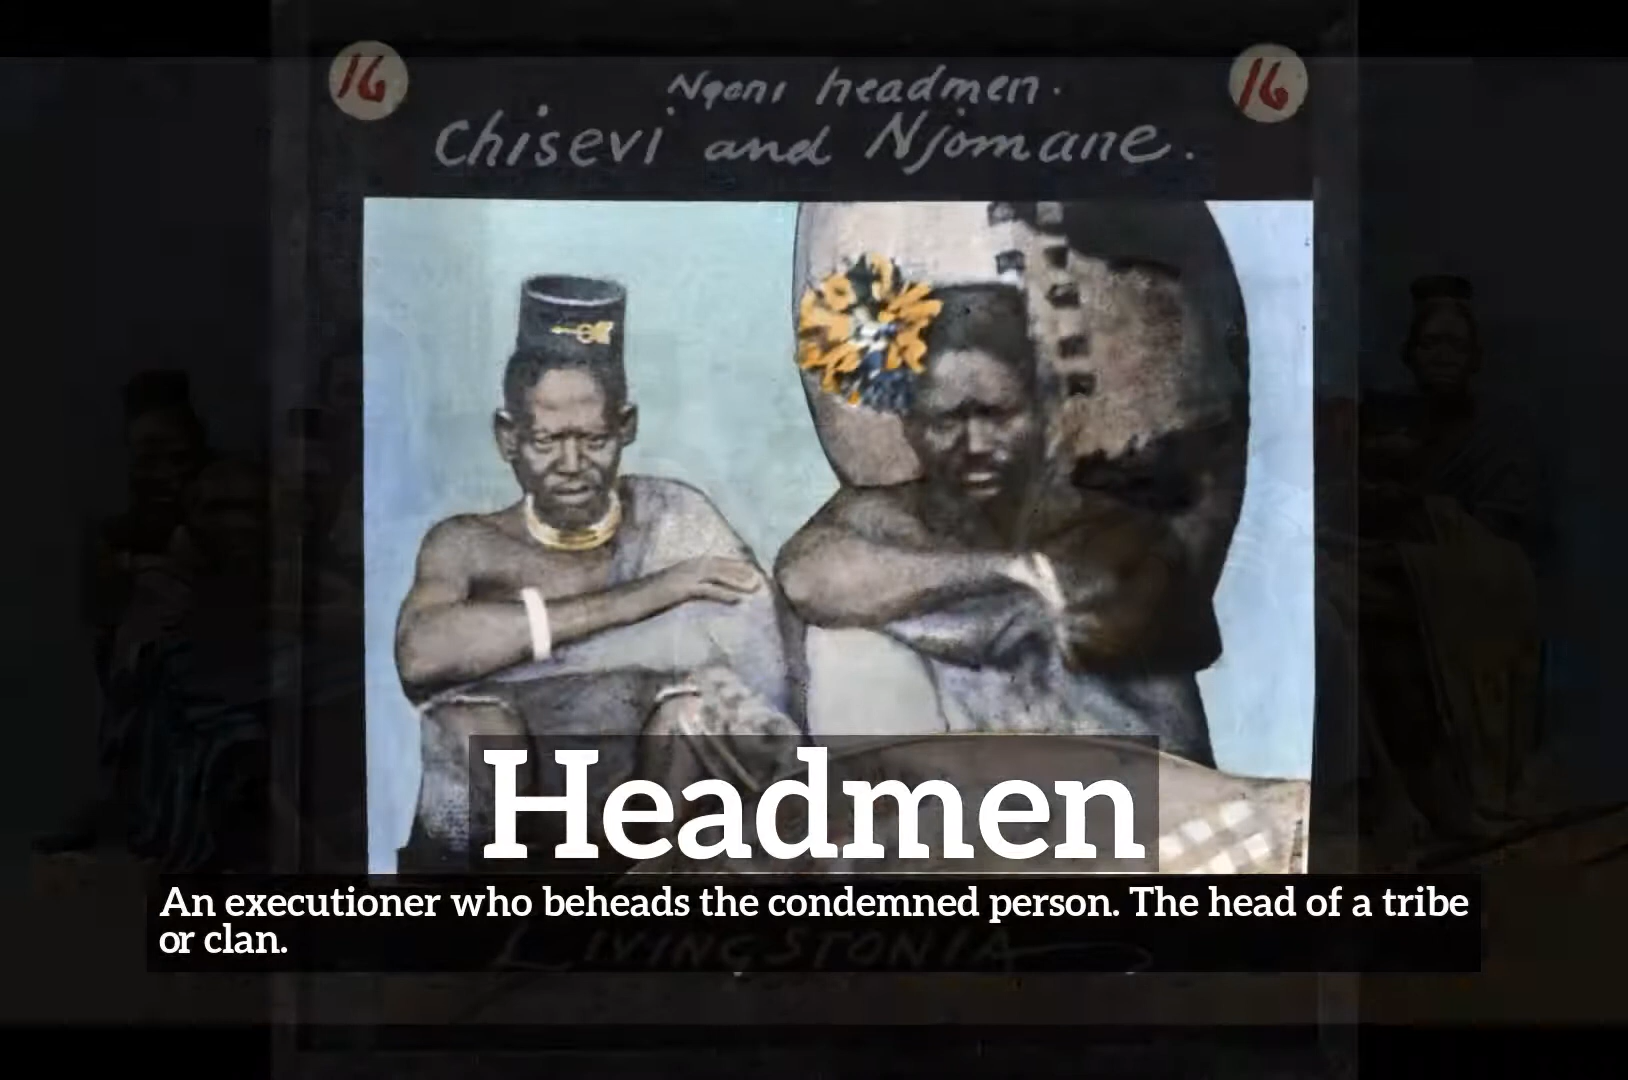 16 Ngoni headmen. 16
Chisevi and Njomane.
Headmen
An executioner who beheads the condemned person. The head of a tribe
or clan.
LIVINGSTONIA